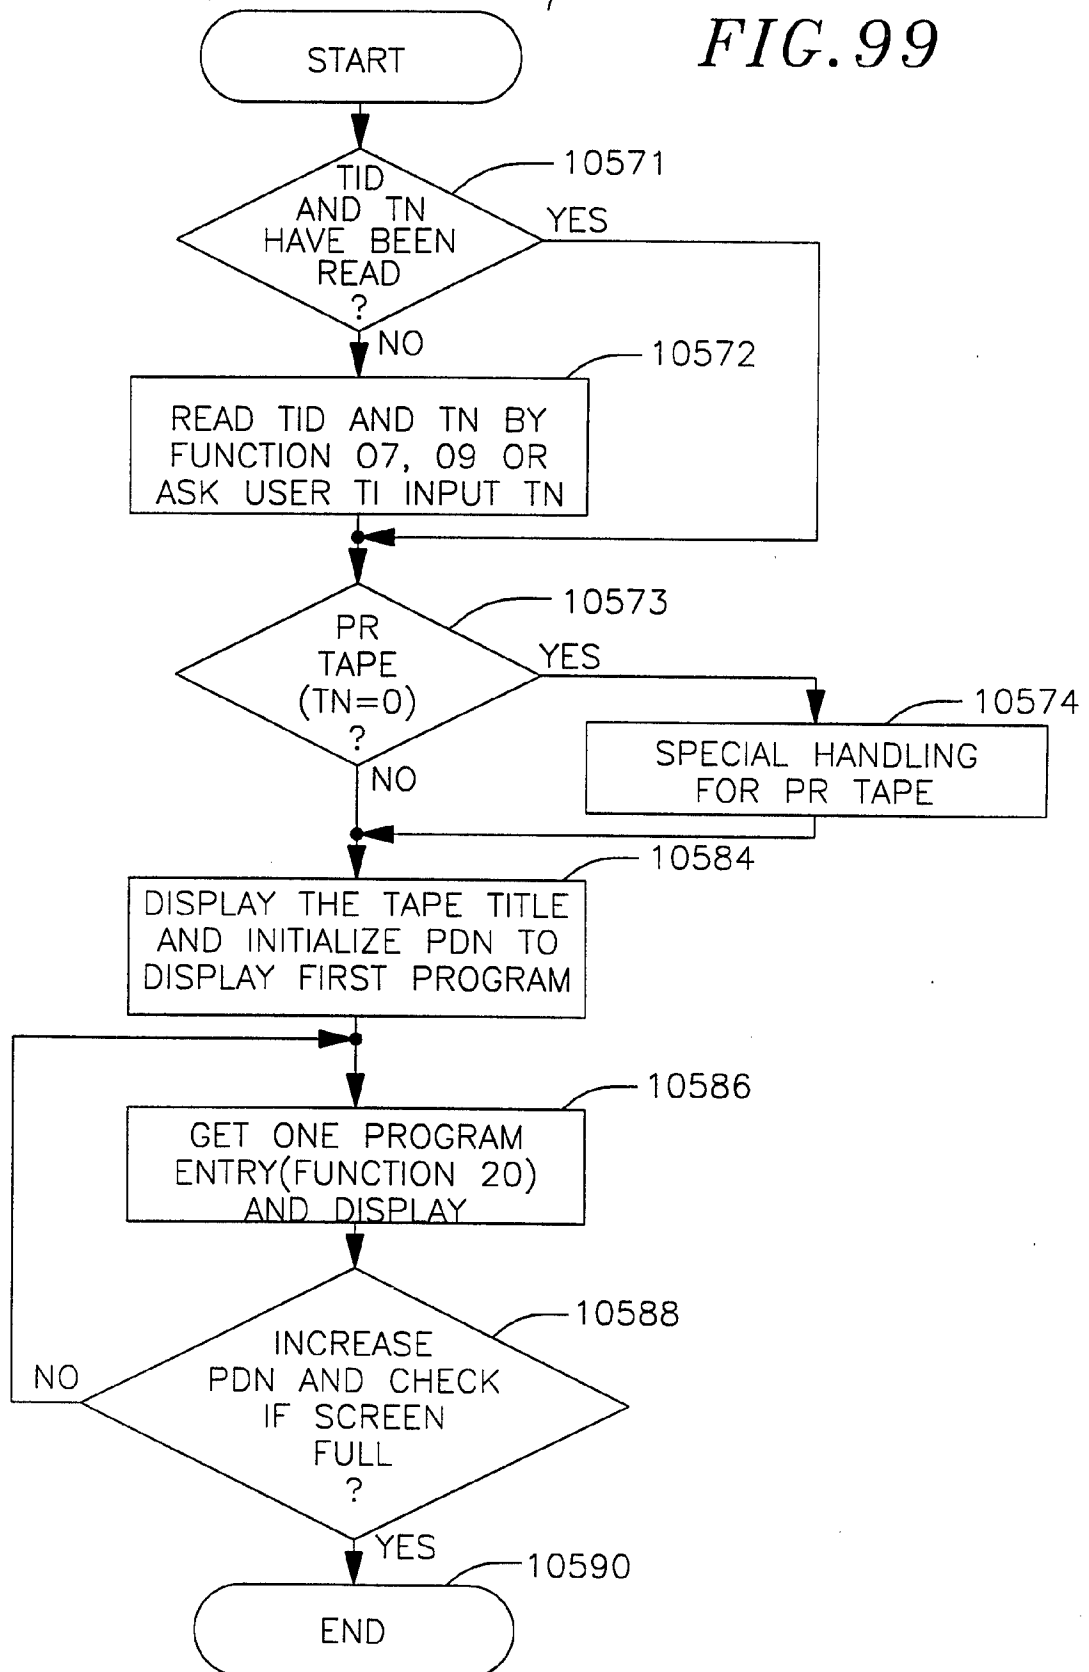 FIG.99
START
10571
TID
AND TN
HAVE BEEN
READ
?
YES
NO
10572
READ TID AND TN BY
FUNCTION 07, 09 OR
ASK USER TI INPUT TN
10573
PR
TAPE
(TN=0)
?
YES
NO
10574
SPECIAL HANDLING
FOR PR TAPE
10584
DISPLAY THE TAPE TITLE
AND INITIALIZE PDN TO
DISPLAY FIRST PROGRAM
10586
GET ONE PROGRAM
ENTRY(FUNCTION 20)
AND DISPLAY
10588
INCREASE
PDN AND CHECK
IF SCREEN
FULL
?
NO
YES
10590
END